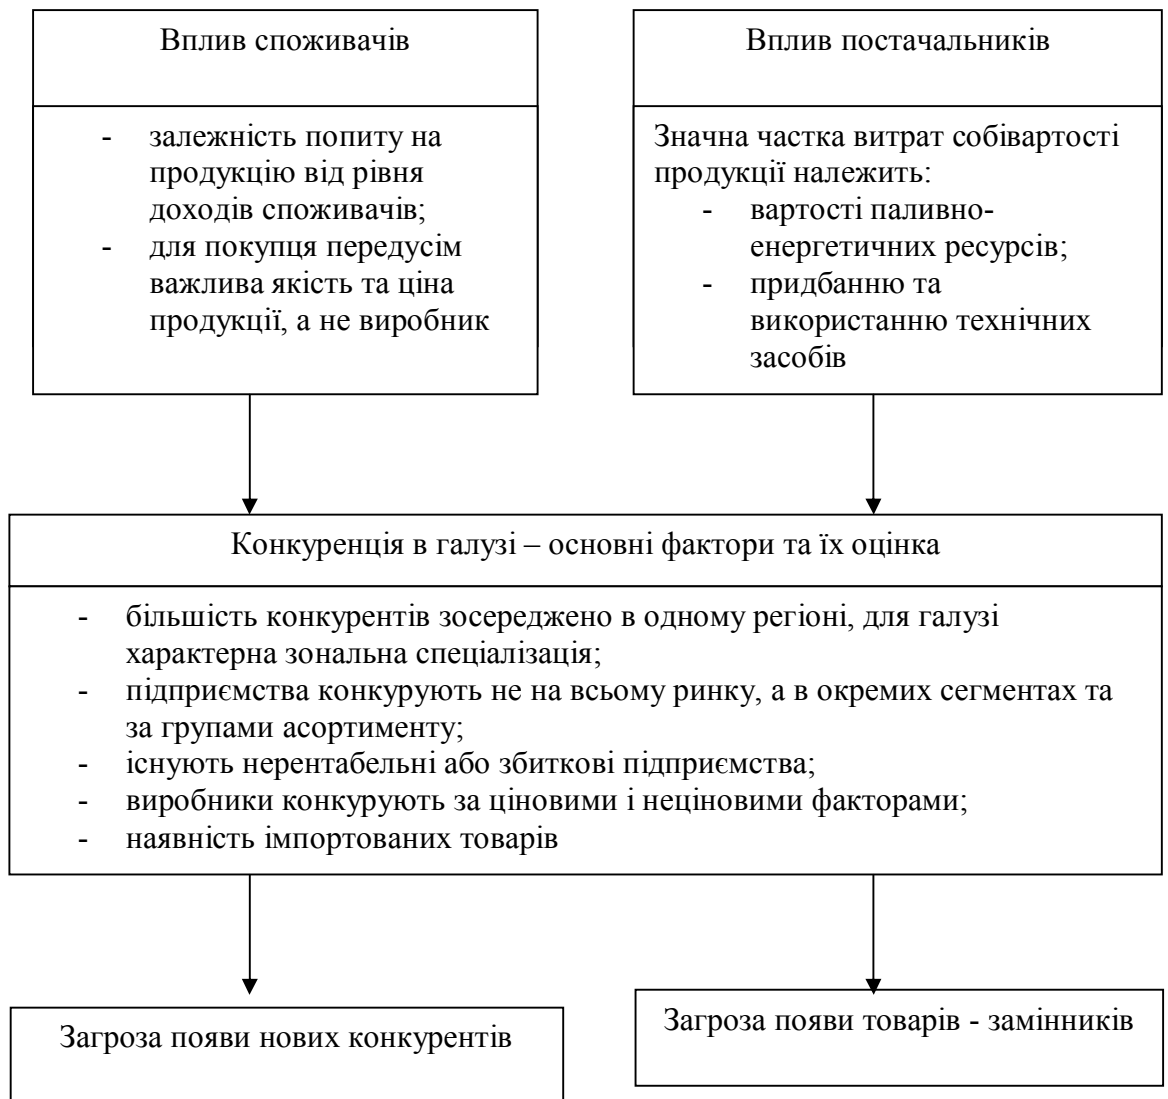 Вплив споживачів
- залежність попиту на
продукцію від рівня
доходів споживачів;
- для покупця передусім
важлива якість та ціна
продукції, а не виробник
Вплив постачальників
Значна частка витрат собівартості
продукції належить:
- вартості паливно-
енергетичних ресурсів;
- придбанню та
використанню технічних
засобів
Конкуренція в галузі – основні фактори та їх оцінка
- більшість конкурентів зосереджено в одному регіоні, для галузі
характерна зональна спеціалізація;
- підприємства конкурують не на всьому ринку, а в окремих сегментах та
за групами асортименту;
- існують нерентабельні або збиткові підприємства;
- виробники конкурують за ціновими і неціновими факторами;
- наявність імпортованих товарів
Загроза появи нових конкурентів
Загроза появи товарів - замінників